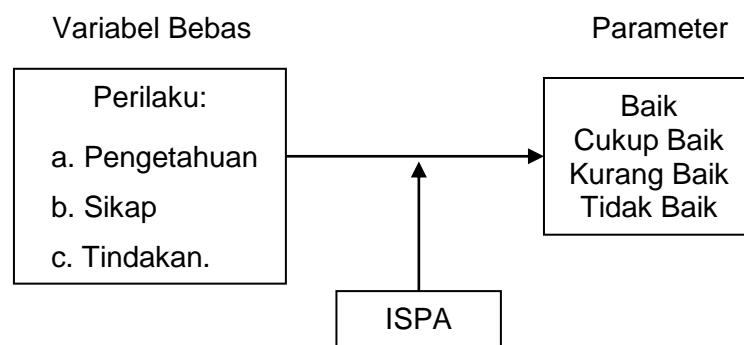 Variabel Bebas
Parameter
Perilaku:
a. Pengetahuan
b. Sikap
c. Tindakan.
Baik
Cukup Baik
Kurang Baik
Tidak Baik
ISPA